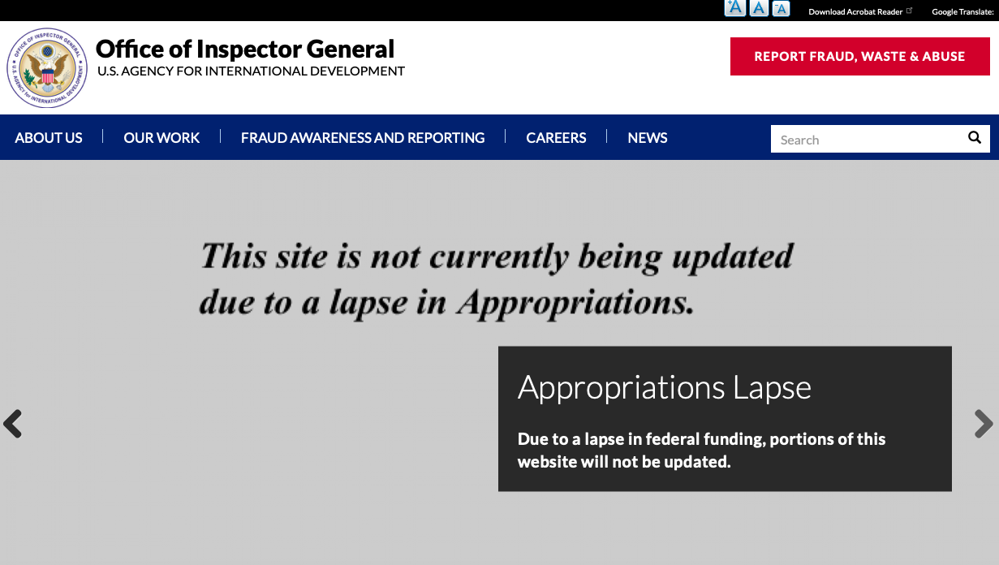 +A A -A Download Acrobat Reader Google Translate:
OFFICE OF INSPECTOR GENERAL
U.S. AGENCY for INTERNATIONAL DEVELOPMENT
Office of Inspector General
U.S. AGENCY FOR INTERNATIONAL DEVELOPMENT
REPORT FRAUD, WASTE & ABUSE
ABOUT US OUR WORK FRAUD AWARENESS AND REPORTING CAREERS NEWS Search
This site is not currently being updated
due to a lapse in Appropriations.
Appropriations Lapse
Due to a lapse in federal funding, portions of this
website will not be updated.